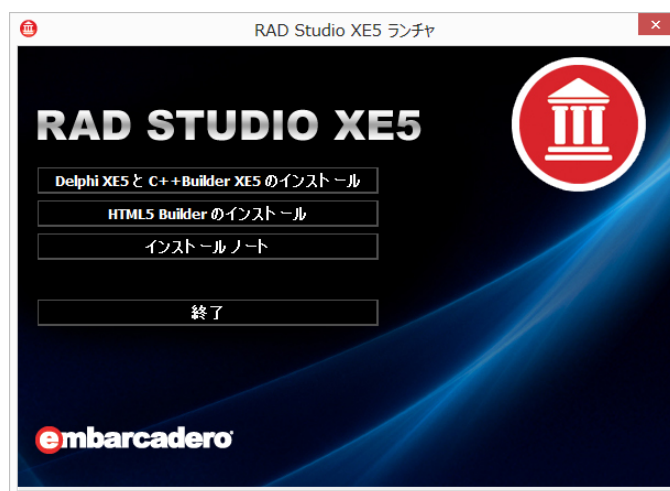 RAD Studio XE5 ランチャ
RAD STUDIO XE5
Delphi XE5 と C++Builder XE5 のインストール
HTML5 Builder のインストール
インストール ノート
終了
embarcadero